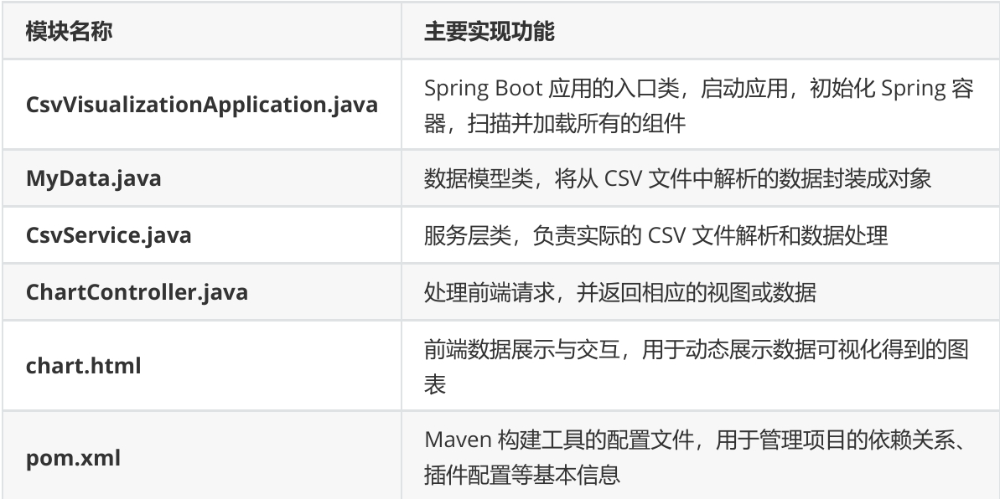 模块名称
主要实现功能
CsvVisualizationApplication.java
Spring Boot 应用的入口类，启动应用，初始化 Spring 容
器，扫描并加载所有的组件
MyData.java
数据模型类，将从 CSV 文件中解析的数据封装成对象
CsvService.java
服务层类，负责实际的 CSV 文件解析和数据处理
ChartController.java
处理前端请求，并返回相应的视图或数据
chart.html
前端数据展示与交互，用于动态展示数据可视化得到的图
表
pom.xml
Maven 构建工具的配置文件，用于管理项目的依赖关系、
插件配置等基本信息